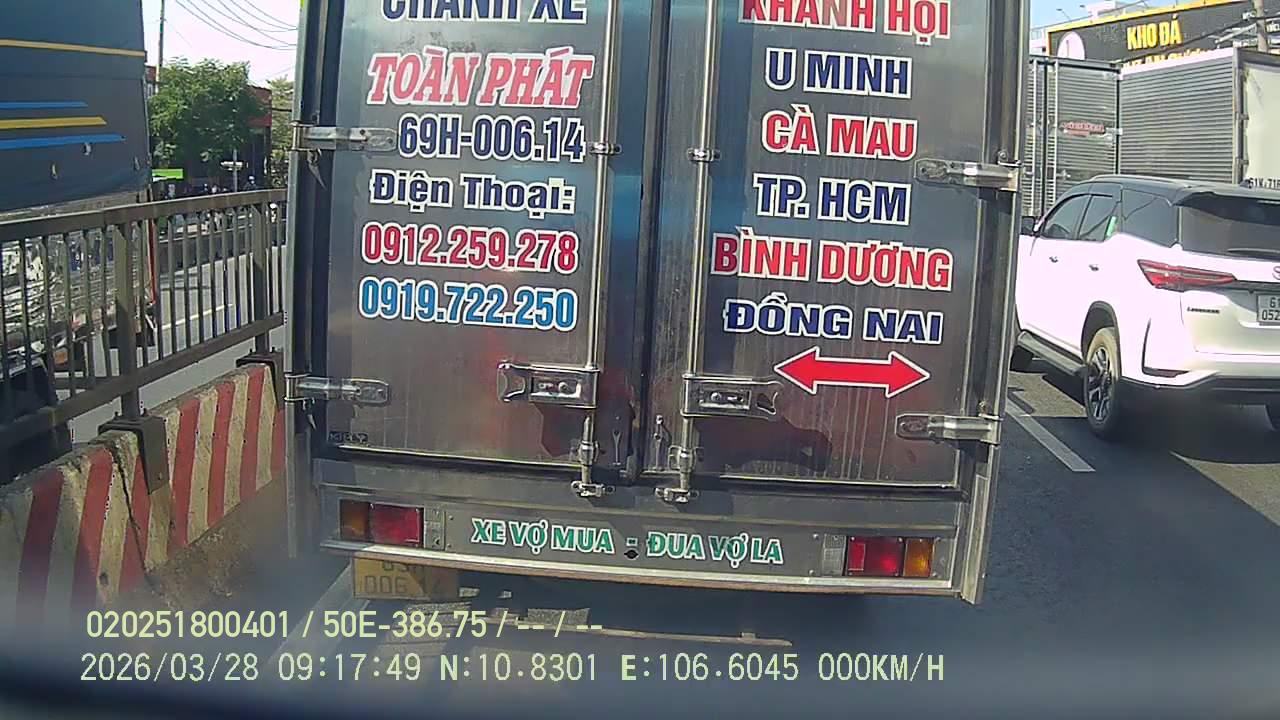 CHÀNH XE
TOÀN PHÁT
69H-006.14
Điện Thoại:
0912.259.278
0919.722.250
KHÁNH HỘI
U MINH
CÀ MAU
TP. HCM
BÌNH DƯƠNG
ĐỒNG NAI
XE VỢ MUA - ĐUA VỢ LA
006.14
KHO ĐÁ
020251800401 / 50E-386.75 / -- / --
2026/03/28 09:17:49 N:10.8301 E:106.6045 000KM/H